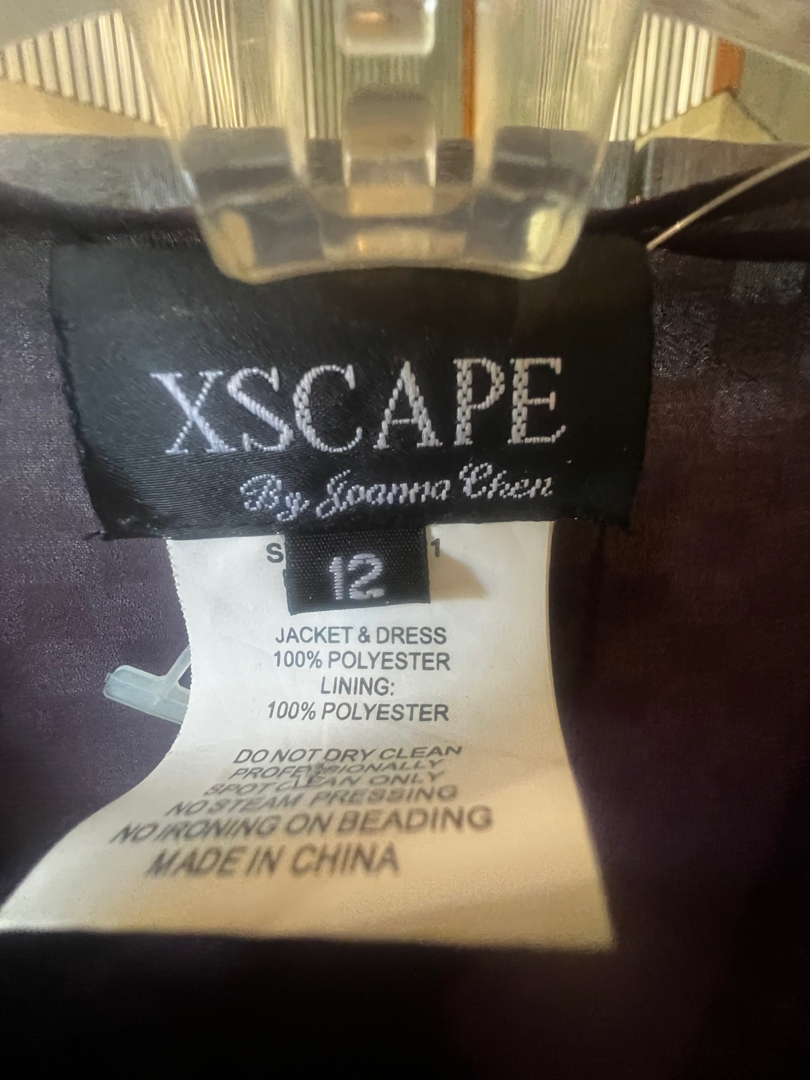 XSCAPE
By Joanna Chen
S 1
12
JACKET & DRESS
100% POLYESTER
LINING:
100% POLYESTER
DO NOT DRY CLEAN
PROFESSIONALLY
SPOT CLEAN ONLY
NO STEAM PRESSING
NO IRONING ON BEADING
MADE IN CHINA